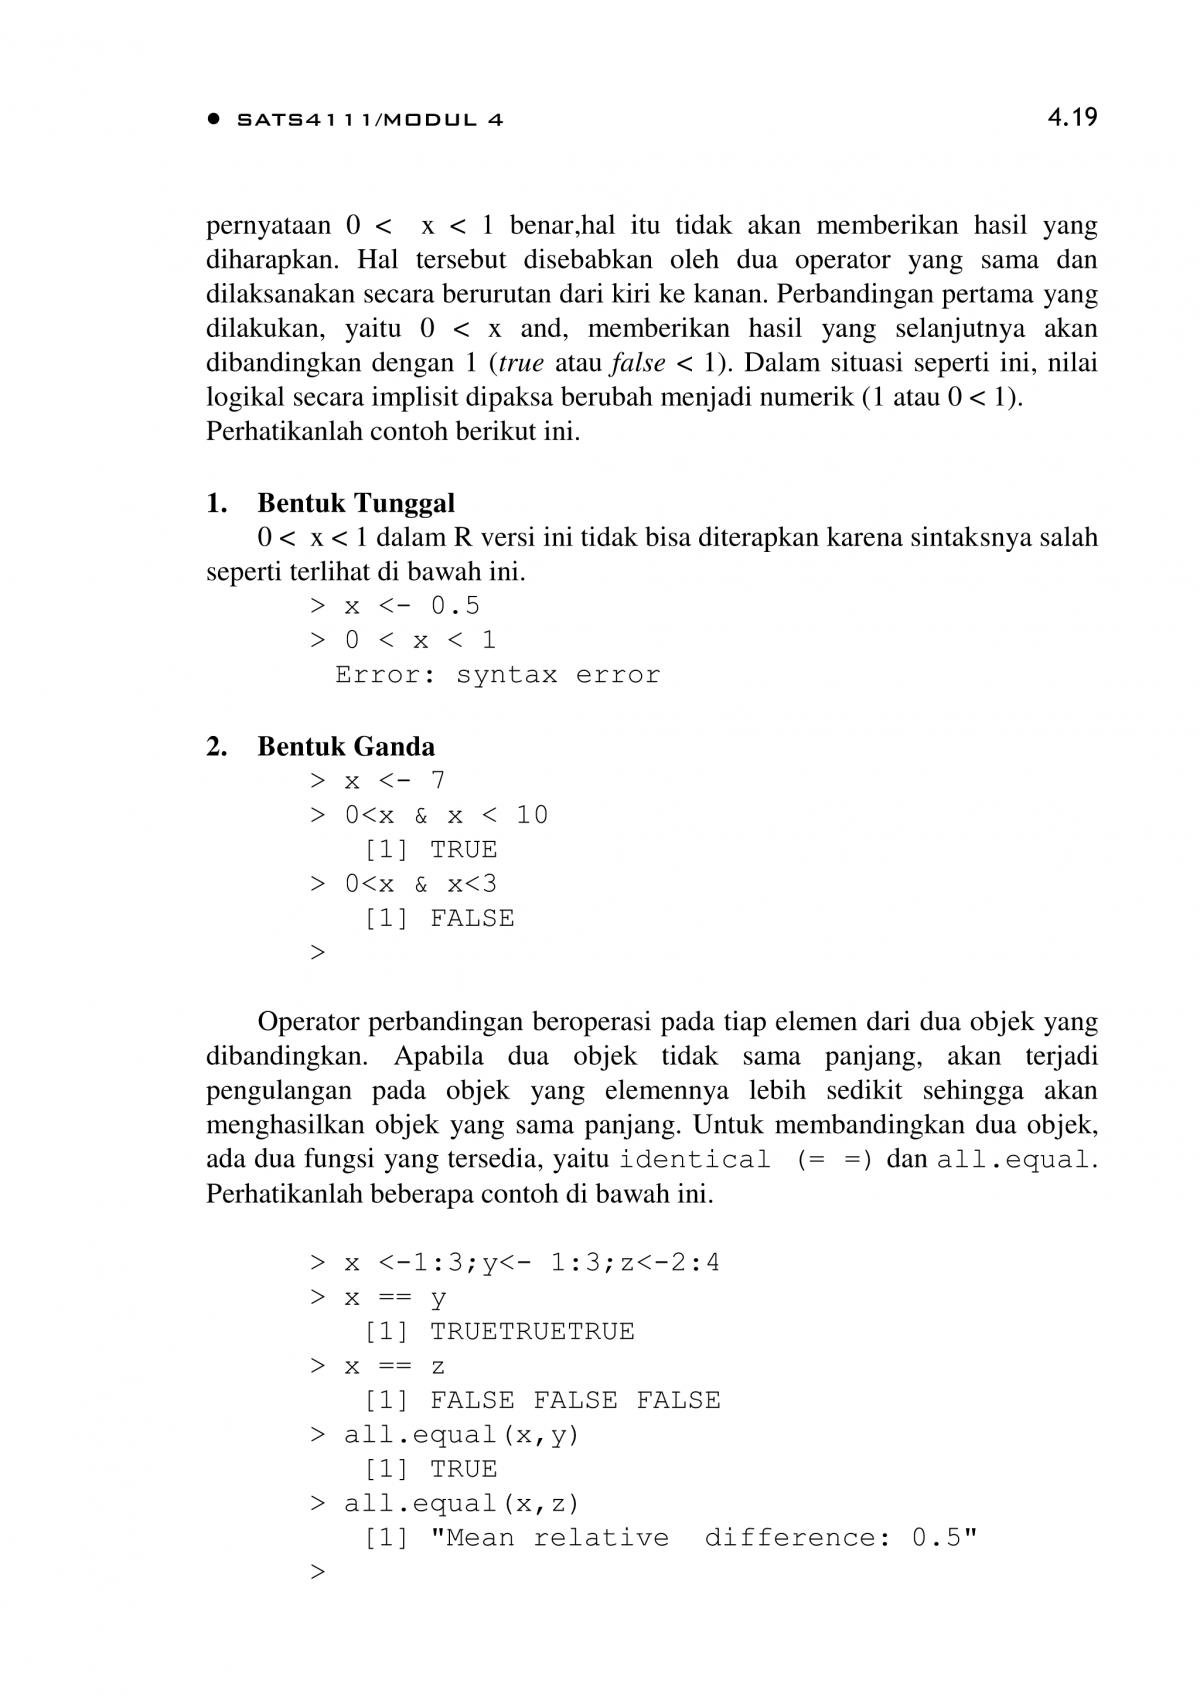 • SATS4111/MODUL 4 4.19
pernyataan 0 < x < 1 benar,hal itu tidak akan memberikan hasil yang
diharapkan. Hal tersebut disebabkan oleh dua operator yang sama dan
dilaksanakan secara berurutan dari kiri ke kanan. Perbandingan pertama yang
dilakukan, yaitu 0 < x and, memberikan hasil yang selanjutnya akan
dibandingkan dengan 1 (true atau false < 1). Dalam situasi seperti ini, nilai
logikal secara implisit dipaksa berubah menjadi numerik (1 atau 0 < 1).
Perhatikanlah contoh berikut ini.
1. Bentuk Tunggal
0 < x < 1 dalam R versi ini tidak bisa diterapkan karena sintaksnya salah
seperti terlihat di bawah ini.
> x <- 0.5
> 0 < x < 1
Error: syntax error
2. Bentuk Ganda
> x <- 7
> 0<x & x < 10
[1] TRUE
> 0<x & x<3
[1] FALSE
>
Operator perbandingan beroperasi pada tiap elemen dari dua objek yang
dibandingkan. Apabila dua objek tidak sama panjang, akan terjadi
pengulangan pada objek yang elemennya lebih sedikit sehingga akan
menghasilkan objek yang sama panjang. Untuk membandingkan dua objek,
ada dua fungsi yang tersedia, yaitu identical (= =) dan all.equal.
Perhatikanlah beberapa contoh di bawah ini.
> x <-1:3;y<- 1:3;z<-2:4
> x == y
[1] TRUETRUETRUE
> x == z
[1] FALSE FALSE FALSE
> all.equal(x,y)
[1] TRUE
> all.equal(x,z)
[1] "Mean relative difference: 0.5"
>